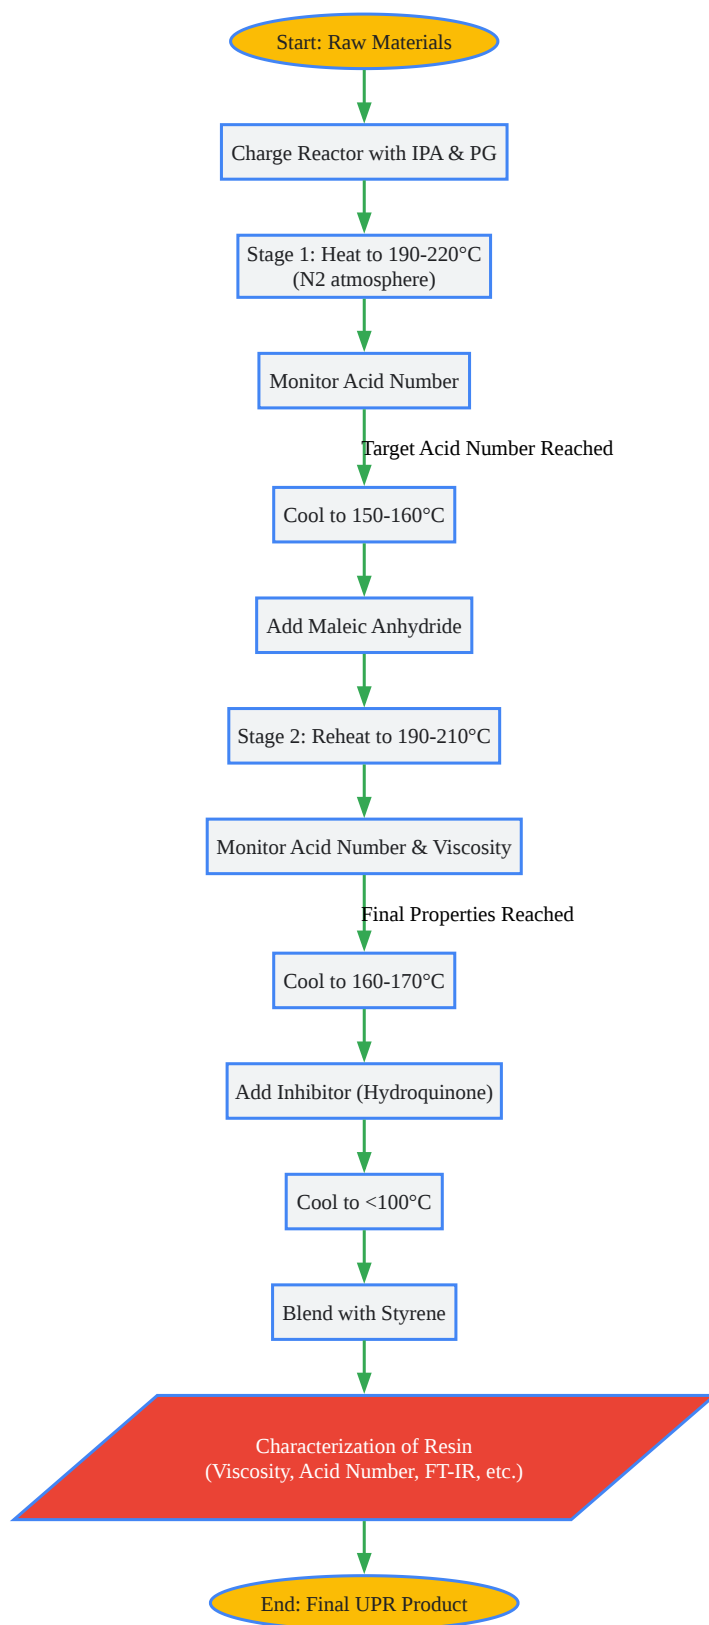 Start: Raw Materials
Charge Reactor with IPA & PG
Stage 1: Heat to 190-220°C
(N2 atmosphere)
Monitor Acid Number
Target Acid Number Reached
Cool to 150-160°C
Add Maleic Anhydride
Stage 2: Reheat to 190-210°C
Monitor Acid Number & Viscosity
Final Properties Reached
Cool to 160-170°C
Add Inhibitor (Hydroquinone)
Cool to <100°C
Blend with Styrene
Characterization of Resin
(Viscosity, Acid Number, FT-IR, etc.)
End: Final UPR Product